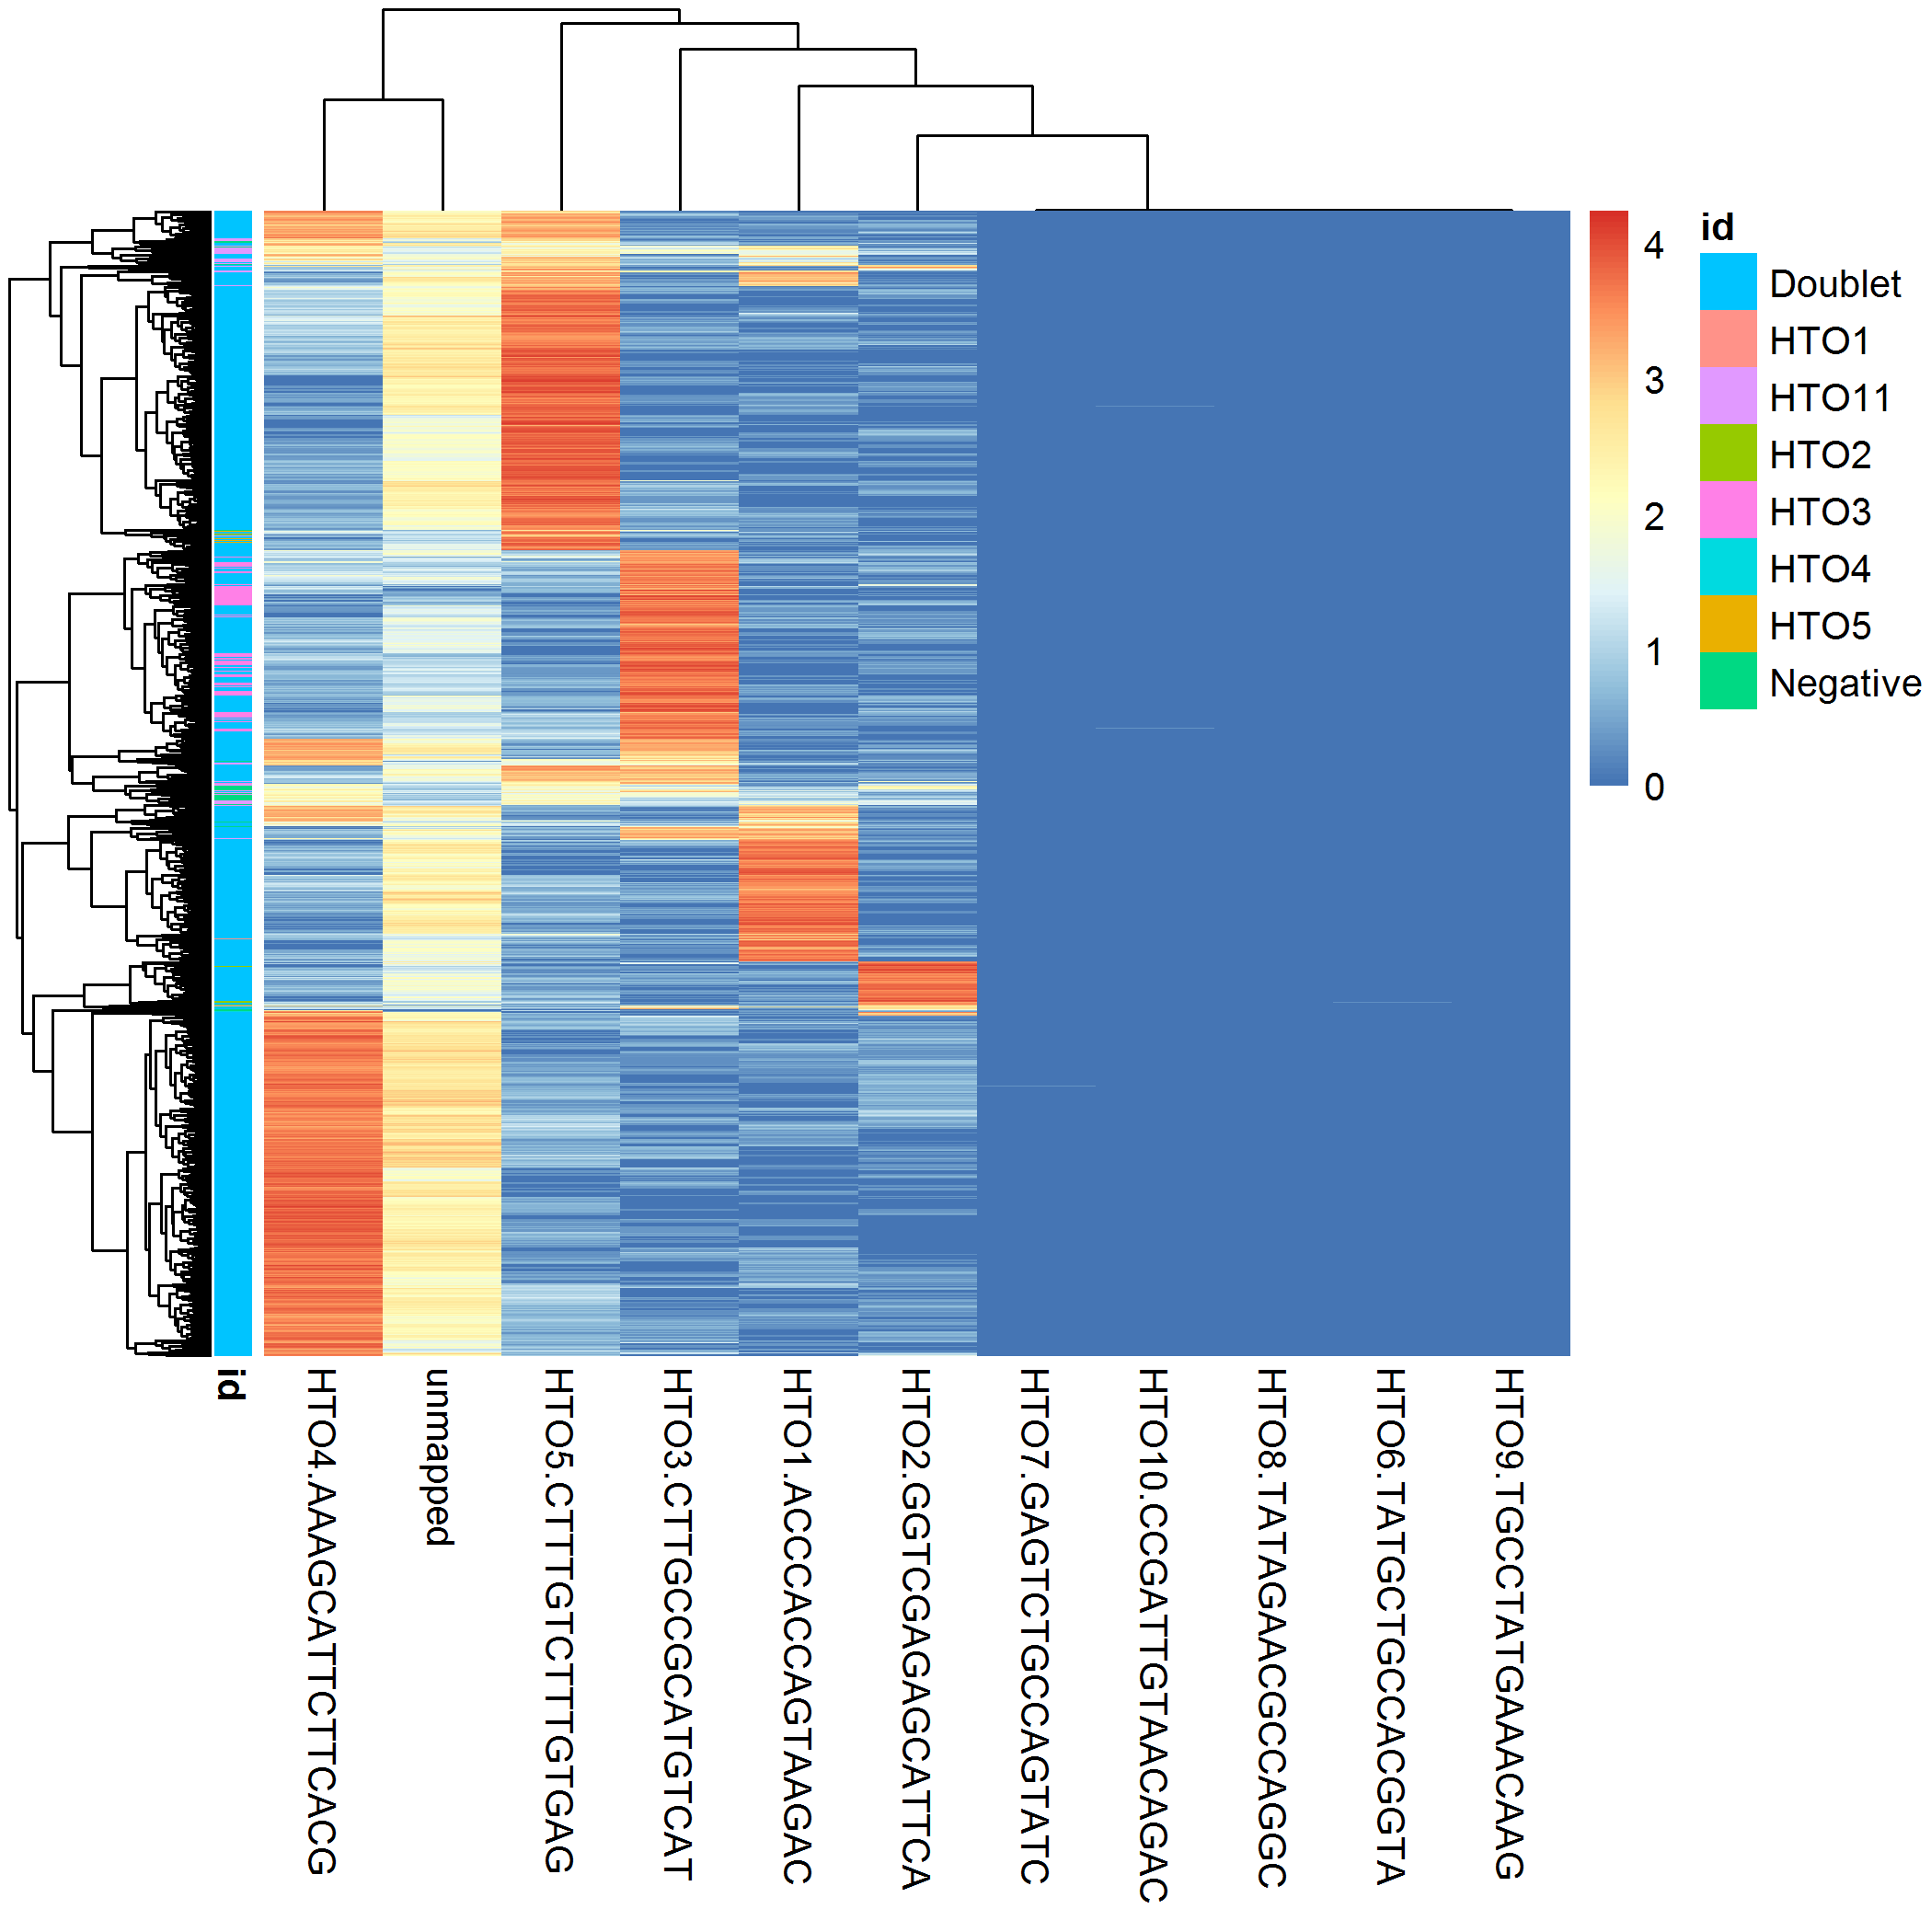 4
3
2
1
0
id
Doublet
HTO1
HTO11
HTO2
HTO3
HTO4
HTO5
Negative
id
HTO4.AAAGCATTCTTCACG
unmapped
HTO5.CTTTGTCTTTGTGAG
HTO3.CTTGCCGCATGTCAT
HTO1.ACCCACCAGTAAGAC
HTO2.GGTCGAGAGCATTCA
HTO7.GAGTCTGCCAGTATC
HTO10.CCGATTGTAACAGAC
HTO8.TATAGAACGCCAGGC
HTO6.TATGCTGCCACGGTA
HTO9.TGCCTATGAAACAAG